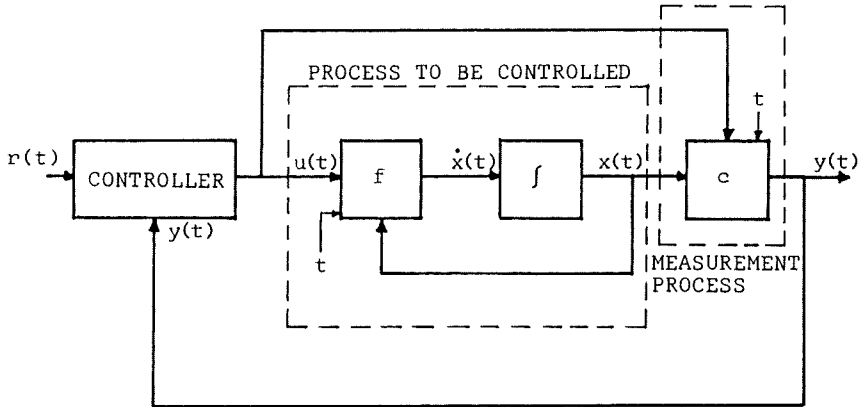 PROCESS TO BE CONTROLLED
t
r(t)
CONTROLLER
u(t)
f
ẋ(t)
∫
x(t)
c
y(t)
y(t)
t
MEASUREMENT
PROCESS